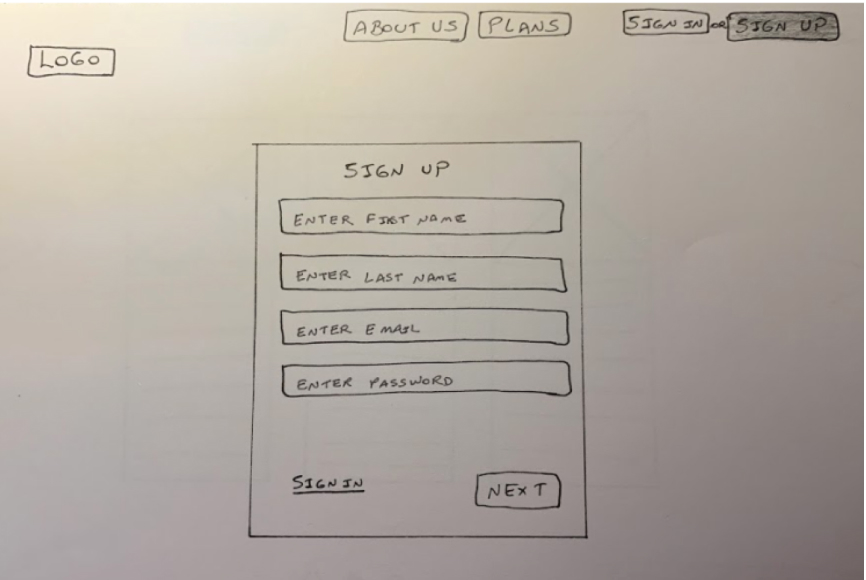 ABOUT US PLANS SIGN IN or SIGN UP
LOGO
SIGN UP
ENTER FIRST NAME
ENTER LAST NAME
ENTER EMAIL
ENTER PASSWORD
SIGN IN NEXT